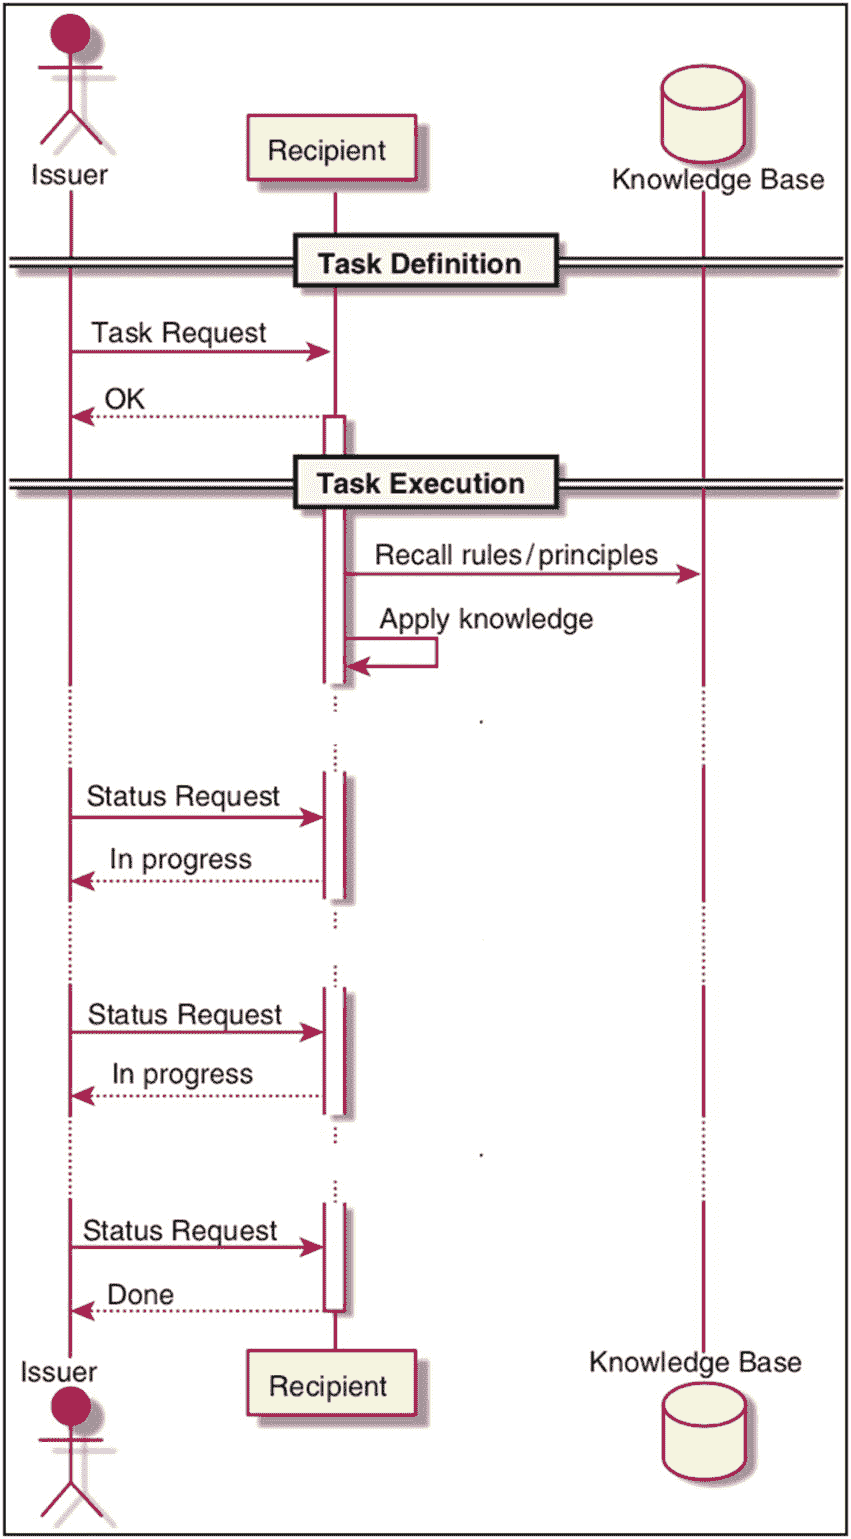 Issuer
Recipient
Knowledge Base
Task Definition
Task Request
OK
Task Execution
Recall rules/principles
Apply knowledge
Status Request
In progress
Status Request
In progress
Status Request
Done
Issuer
Recipient
Knowledge Base